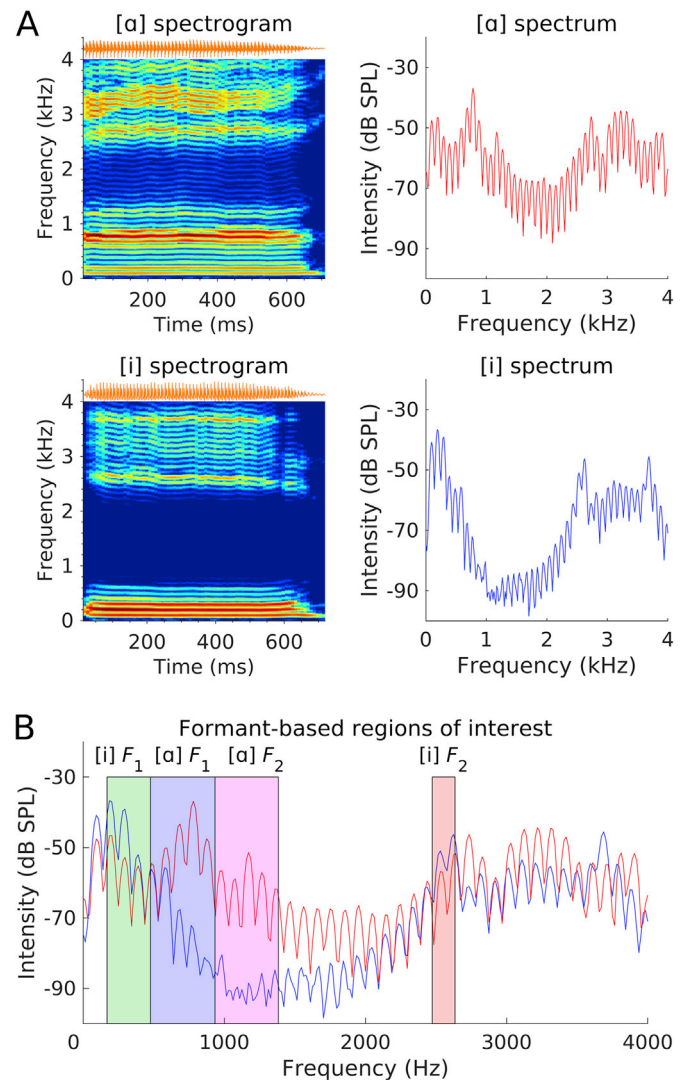 A
[ɑ] spectrogram
Frequency (kHz)
4
3
2
1
0
200 400 600
Time (ms)
[ɑ] spectrum
Intensity (dB SPL)
-30
-50
-70
-90
0 1 2 3 4
Frequency (kHz)
[i] spectrogram
Frequency (kHz)
4
3
2
1
0
200 400 600
Time (ms)
[i] spectrum
Intensity (dB SPL)
-30
-50
-70
-90
0 1 2 3 4
Frequency (kHz)
B
Formant-based regions of interest
[i] F1 [ɑ] F1 [ɑ] F2 [i] F2
Intensity (dB SPL)
-30
-50
-70
-90
0 1000 2000 3000 4000
Frequency (Hz)